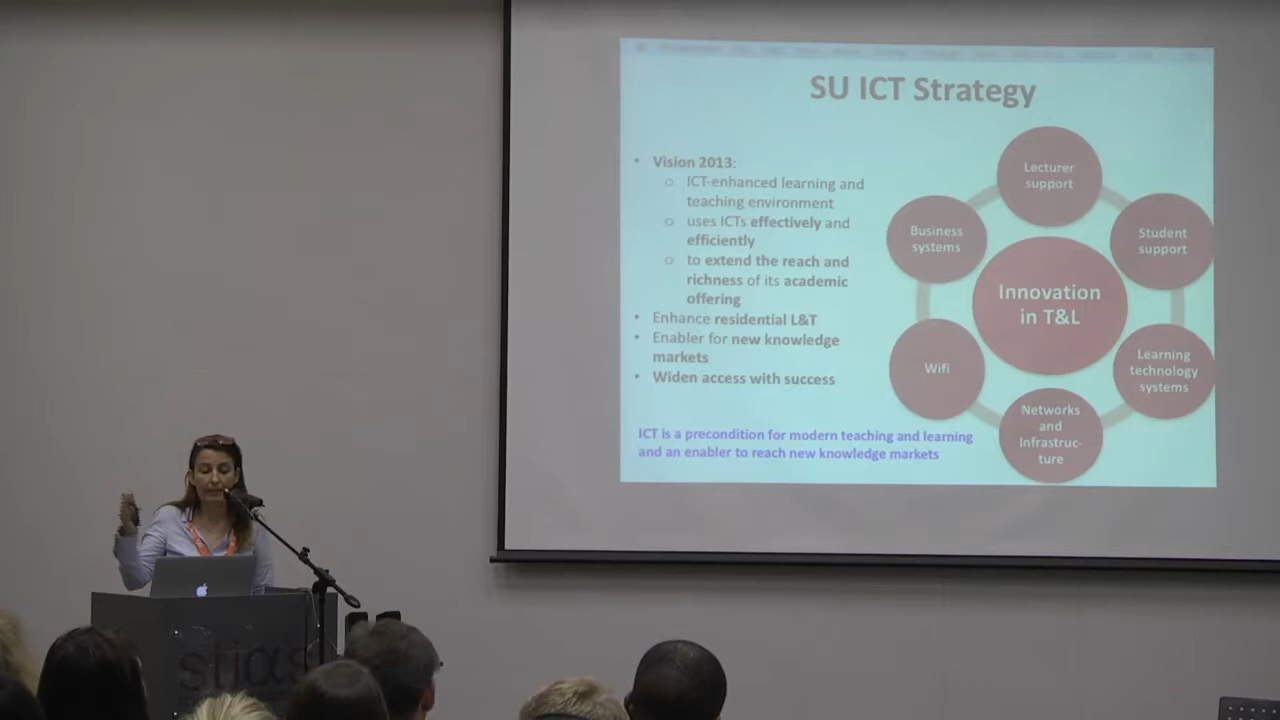 SU ICT Strategy
• Vision 2013:
o ICT-enhanced learning and
teaching environment
o uses ICTs effectively and
efficiently
o to extend the reach and
richness of its academic
offering
• Enhance residential L&T
• Enabler for new knowledge
markets
• Widen access with success
ICT is a precondition for modern teaching and learning
and an enabler to reach new knowledge markets
Lecturer
support
Student
support
Learning
technology
systems
Networks
and
Infrastruc-
ture
Wifi
Business
systems
Innovation
in T&L
stias